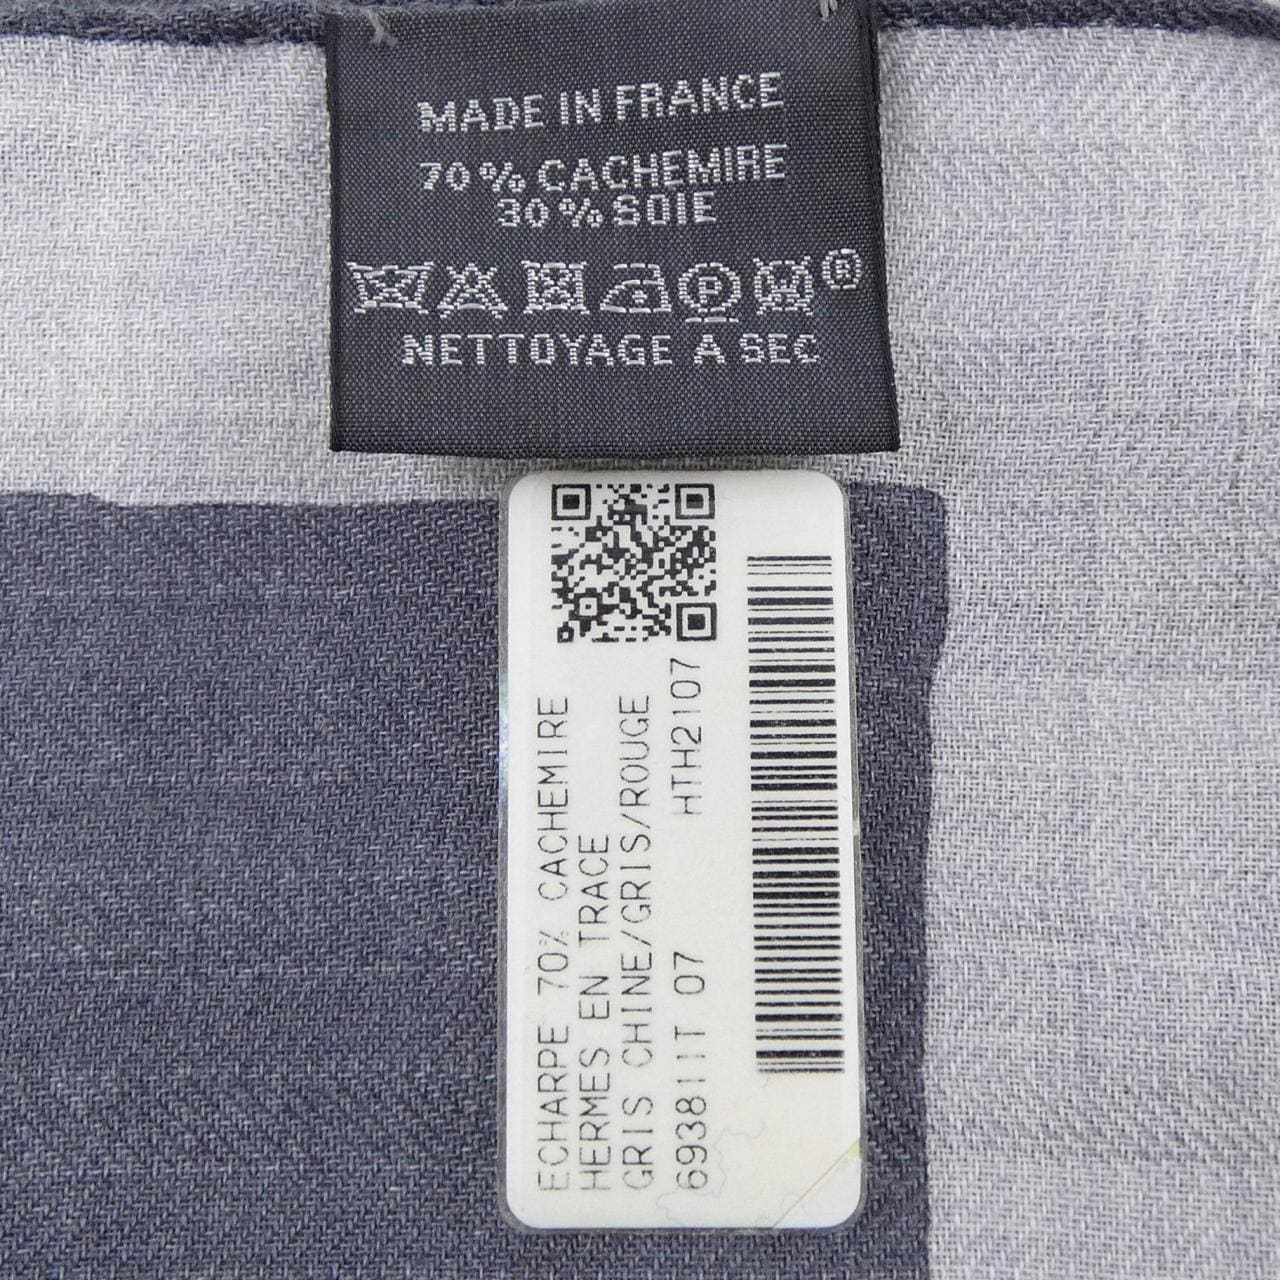 MADE IN FRANCE
70% CACHEMIRE
30% SOIE
P
®
NETTOYAGE A SEC
ECHARPE 70% CACHEMIRE
HERMES EN TRACE
GRIS CHINE/GRIS/ROUGE
693811T 07 HTH2107